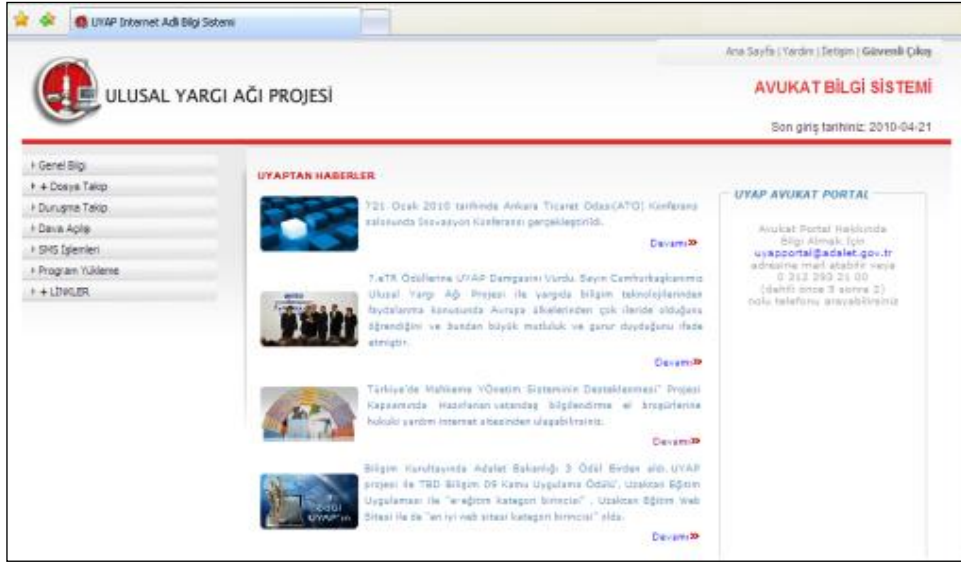 UYAP Internet Adli Bilgi Sistemi
Ana Sayfa | Yardım | İletişim | Güvenli Çıkış
ULUSAL YARGI AĞI PROJESİ
AVUKAT BİLGİ SİSTEMİ
Son giriş tarihiniz: 2010-04-21
Genel Bilgi
+ Dosya Takip
Duruşma Takip
Dava Açılış
SMS İşlemleri
Program Yükleme
+ LİNKLER
UYAPTAN HABERLER
?21 Ocak 2010 tarihinde Ankara Ticaret Odası(ATO) Konferans
salonunda İnovasyon Konferansı gerçekleştirildi.
Devamı
?.eTR Ödüllerine UYAP Damgasını Vurdu. Sayın Cumhurbaşkanımız
Ulusal Yargı Ağı Projesi ile yargıda bilişim teknolojilerinden
faydalanma konusunda Avrupa ülkelerinden çok ileride olduğunu
öğrendiğini ve bundan büyük mutluluk ve gurur duyduğunu ifade
etmiştir.
Devamı
Türkiye'de Mahkeme YÖnetim Sisteminin Desteklenmesi" Projesi
Kapsamında Hazırlanan vatandaş bilgilendirme el broşürlerine
hukuki yardım internet sitesinden ulaşabilirsiniz.
Devamı
Bilişim Kurultayında Adalet Bakanlığı 3 Ödül Birden aldı. UYAP
projesi ile TBD Bilişim 09 Kamu Uygulama Ödülü', Uzaktan Eğitim
Uygulaması ile "e-eğitim kategori birincisi" , Uzaktan Eğitim Web
Sitesi ile de "en iyi web sitesi kategori birincisi" oldu.
Devamı
UYAP AVUKAT PORTAL
Avukat Portal Hakkında
Bilgi Almak İçin
uyapportal@adalet.gov.tr
adresine mail atabilir veya
0 312 293 21 00
(dahili önce 5 sonra 2)
nolu telefonu arayabilirsiniz